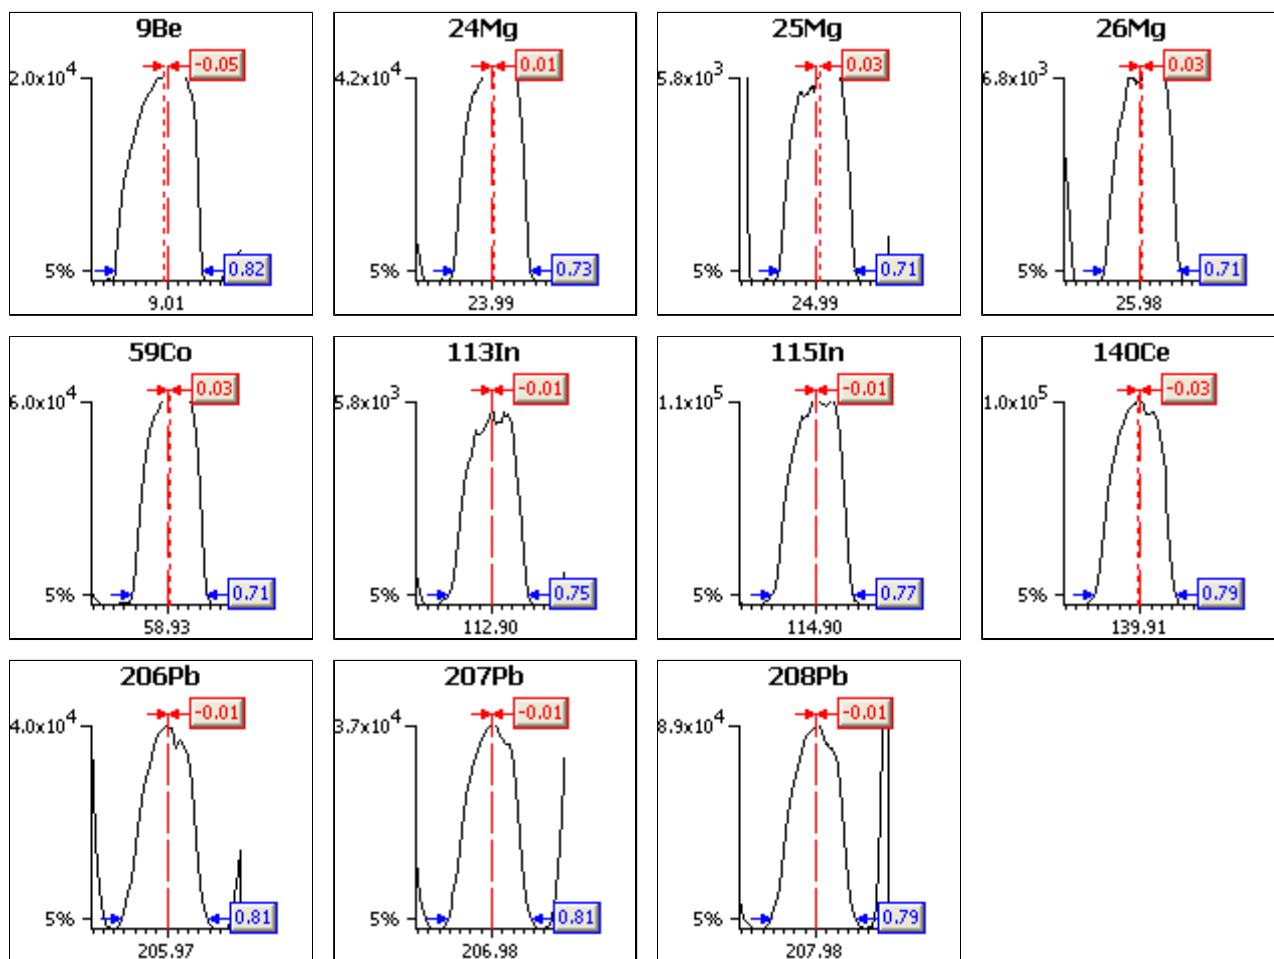 9Be
-0.05
2.0x10^4
5%
0.82
9.01
24Mg
0.01
4.2x10^4
5%
0.73
23.99
25Mg
0.03
5.8x10^3
5%
0.71
24.99
26Mg
0.03
6.8x10^3
5%
0.71
25.98
59Co
0.03
6.0x10^4
5%
0.71
58.93
113In
-0.01
5.8x10^3
5%
0.75
112.90
115In
-0.01
1.1x10^5
5%
0.77
114.90
140Ce
-0.03
1.0x10^5
5%
0.79
139.91
206Pb
-0.01
4.0x10^4
5%
0.81
205.97
207Pb
-0.01
3.7x10^4
5%
0.81
206.98
208Pb
-0.01
8.9x10^4
5%
0.79
207.98